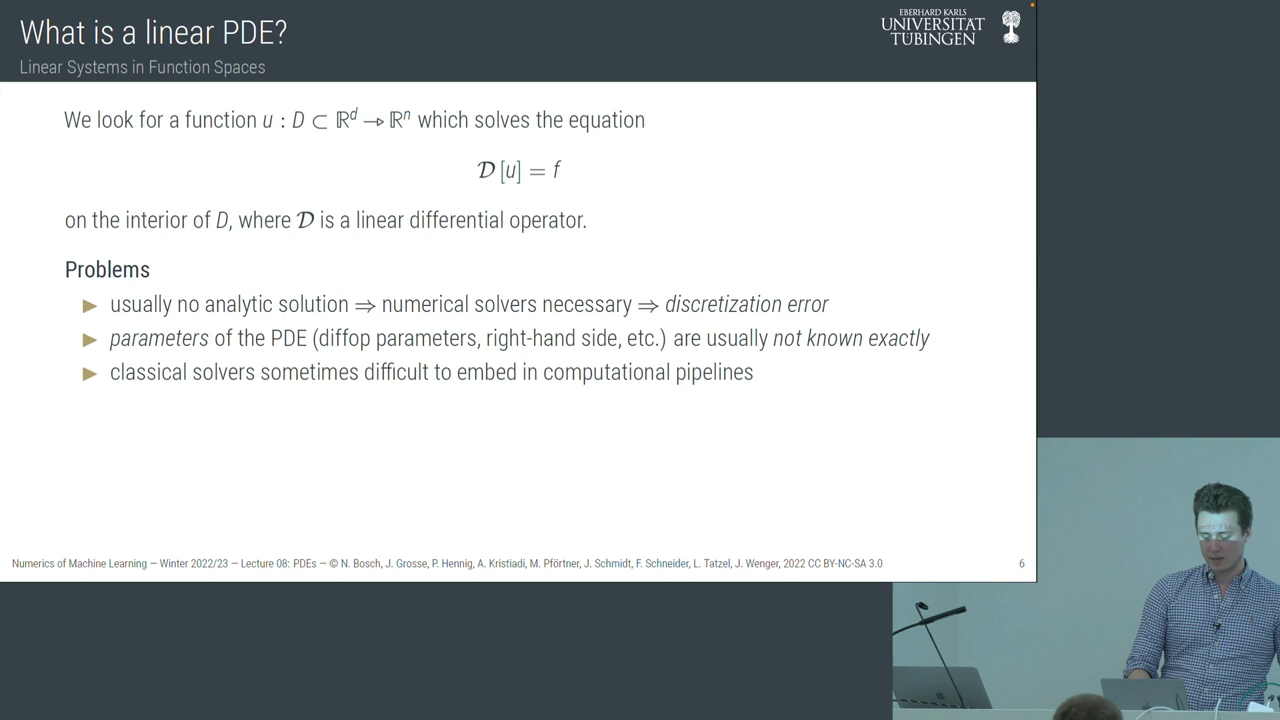 What is a linear PDE?
Linear Systems in Function Spaces
EBERHARD KARLS
UNIVERSITÄT
TÜBINGEN
We look for a function u : D ⊂ ℝᵈ → ℝⁿ which solves the equation
𝒟 [u] = f
on the interior of D, where 𝒟 is a linear differential operator.
Problems
▶ usually no analytic solution ⇒ numerical solvers necessary ⇒ discretization error
▶ parameters of the PDE (diffop parameters, right-hand side, etc.) are usually not known exactly
▶ classical solvers sometimes difficult to embed in computational pipelines
Numerics of Machine Learning — Winter 2022/23 — Lecture 08: PDEs — © N. Bosch, J. Grosse, P. Hennig, A. Kristiadi, M. Pförtner, J. Schmidt, F. Schneider, L. Tatzel, J. Wenger, 2022 CC BY-NC-SA 3.0
6